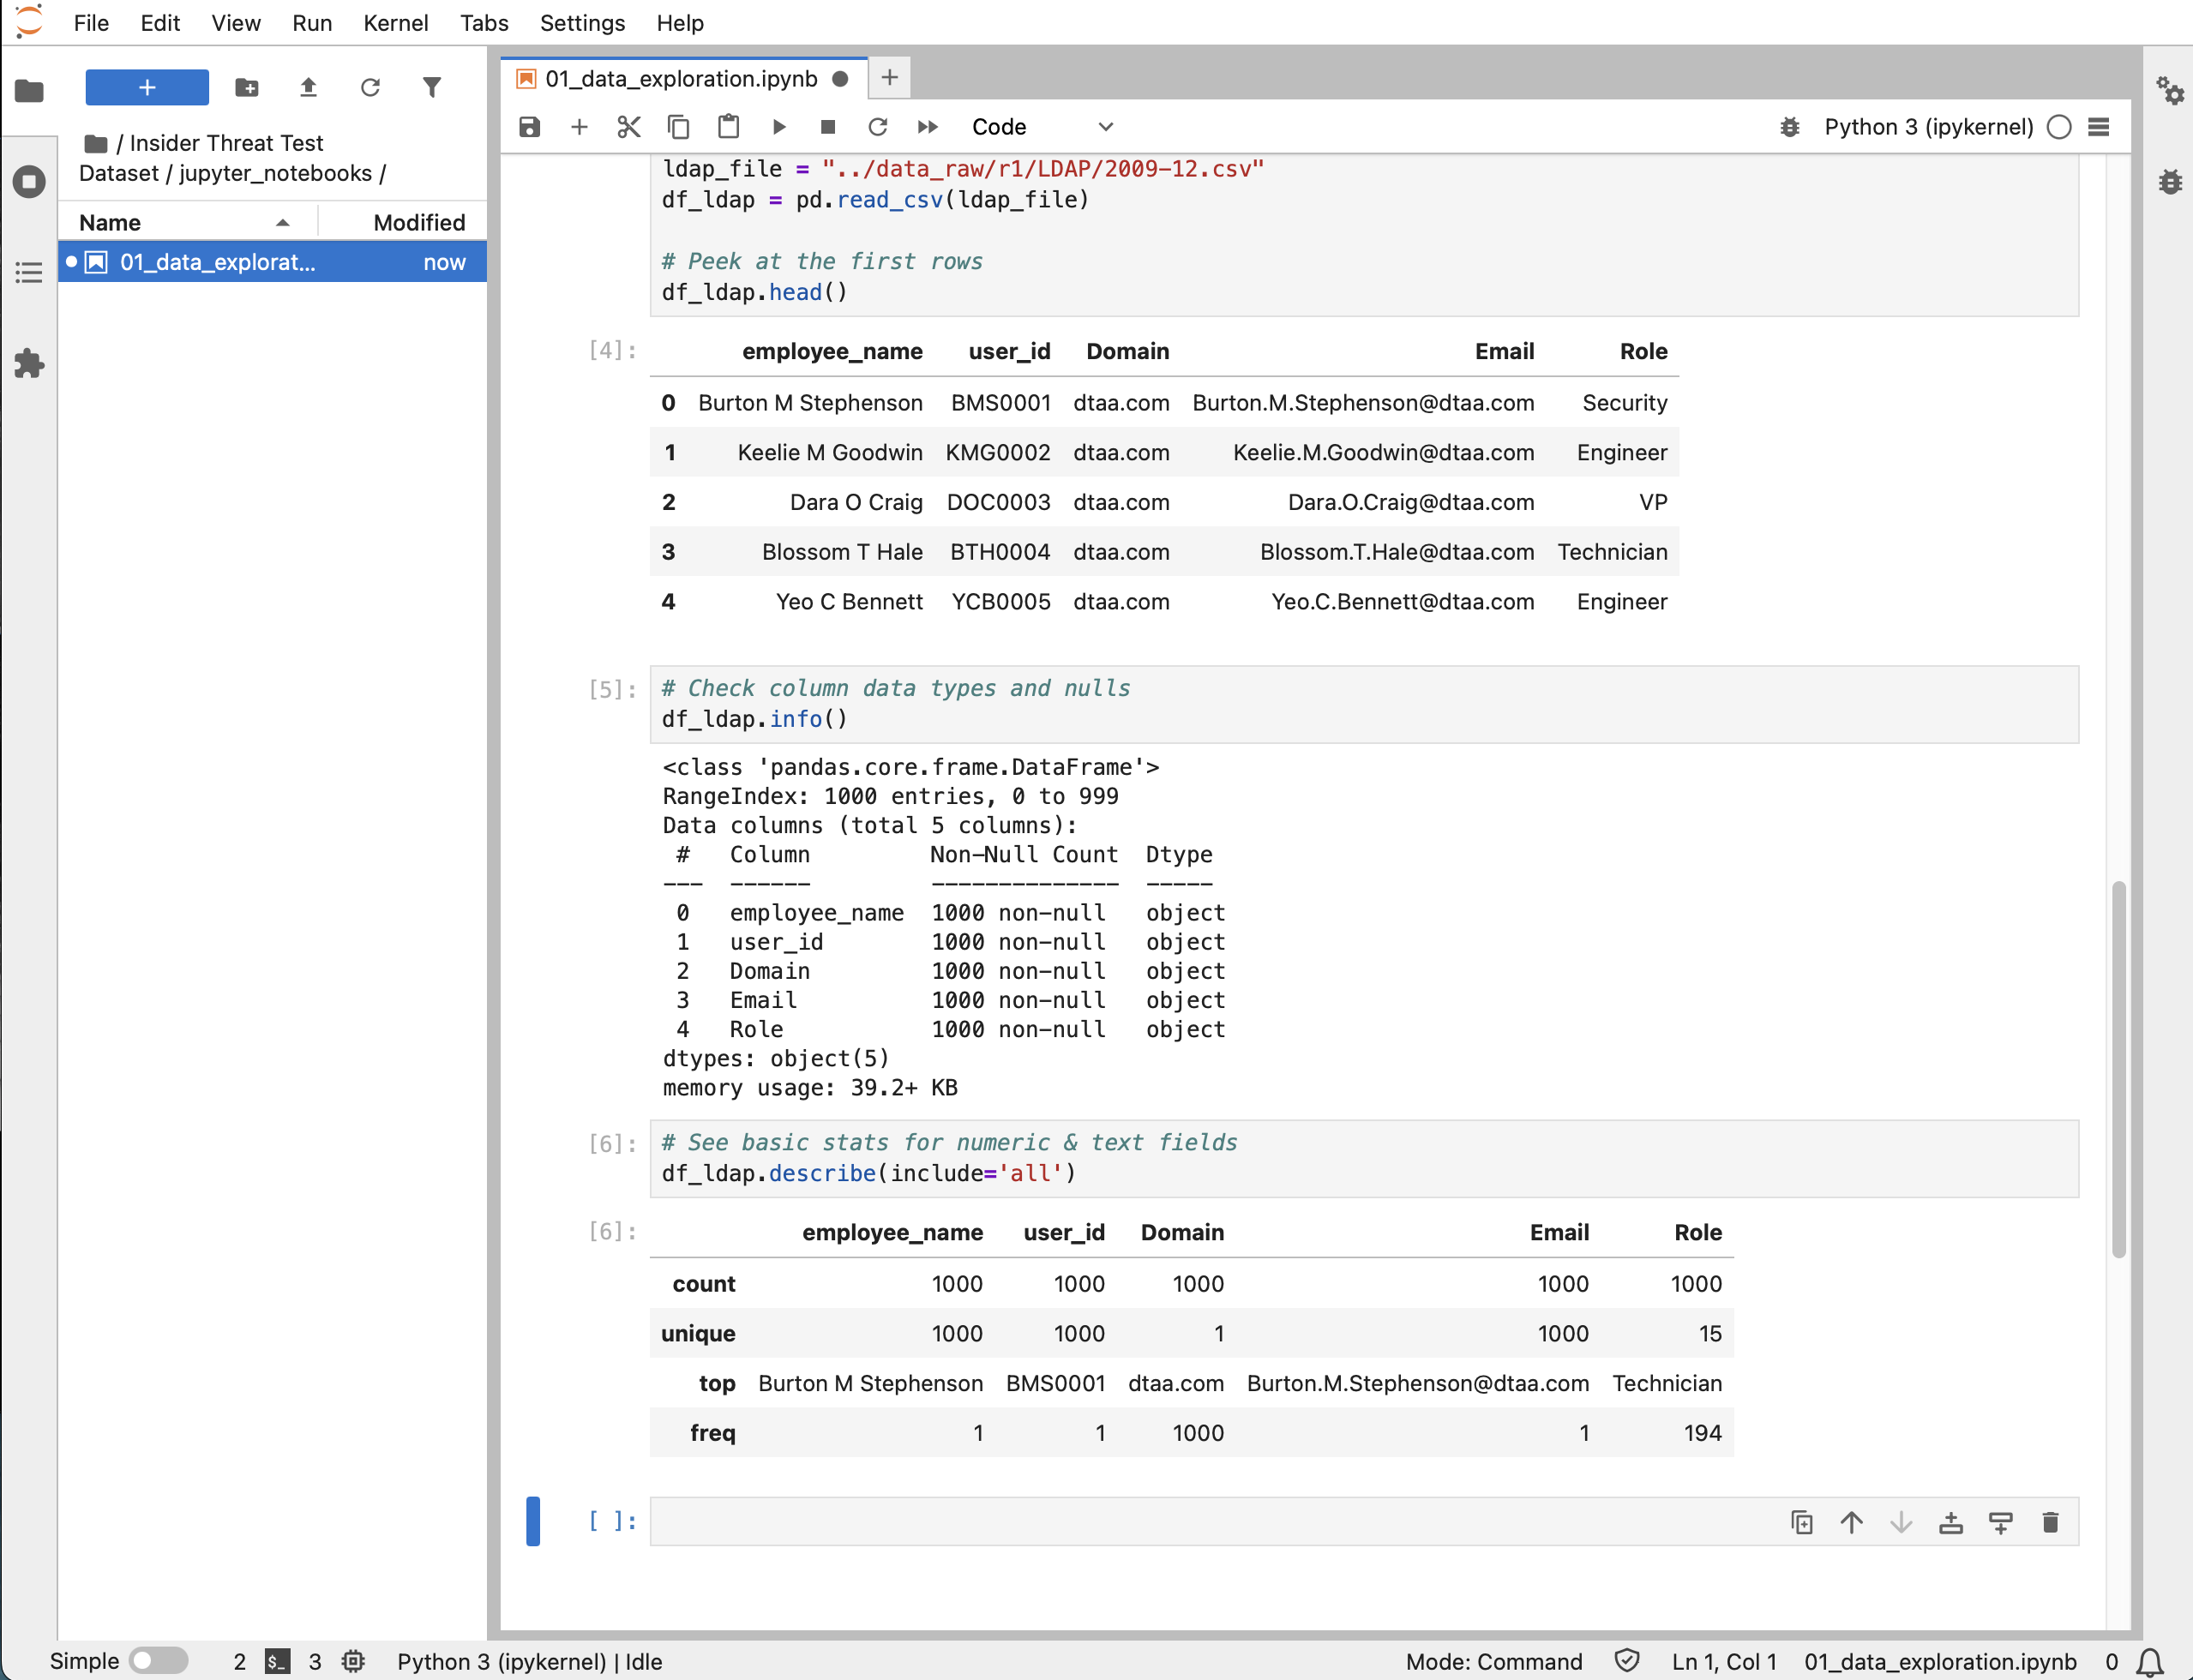 File Edit View Run Kernel Tabs Settings Help
+
/ Insider Threat Test
Dataset / jupyter_notebooks /
Name Modified
01_data_explorat... now
01_data_exploration.ipynb
+
Code
Python 3 (ipykernel)
ldap_file = "../data_raw/r1/LDAP/2009-12.csv"
df_ldap = pd.read_csv(ldap_file)
# Peek at the first rows
df_ldap.head()
[4]: employee_name user_id Domain Email Role
0 Burton M Stephenson BMS0001 dtaa.com Burton.M.Stephenson@dtaa.com Security
1 Keelie M Goodwin KMG0002 dtaa.com Keelie.M.Goodwin@dtaa.com Engineer
2 Dara O Craig DOC0003 dtaa.com Dara.O.Craig@dtaa.com VP
3 Blossom T Hale BTH0004 dtaa.com Blossom.T.Hale@dtaa.com Technician
4 Yeo C Bennett YCB0005 dtaa.com Yeo.C.Bennett@dtaa.com Engineer
[5]: # Check column data types and nulls
df_ldap.info()
<class 'pandas.core.frame.DataFrame'>
RangeIndex: 1000 entries, 0 to 999
Data columns (total 5 columns):
# Column Non-Null Count Dtype
--- ------ -------------- -----
0 employee_name 1000 non-null object
1 user_id 1000 non-null object
2 Domain 1000 non-null object
3 Email 1000 non-null object
4 Role 1000 non-null object
dtypes: object(5)
memory usage: 39.2+ KB
[6]: # See basic stats for numeric & text fields
df_ldap.describe(include='all')
[6]: employee_name user_id Domain Email Role
count 1000 1000 1000 1000 1000
unique 1000 1000 1 1000 15
top Burton M Stephenson BMS0001 dtaa.com Burton.M.Stephenson@dtaa.com Technician
freq 1 1 1000 1 194
[ ]:
Simple 2 $_ 3 Python 3 (ipykernel) | Idle Mode: Command Ln 1, Col 1 01_data_exploration.ipynb 0